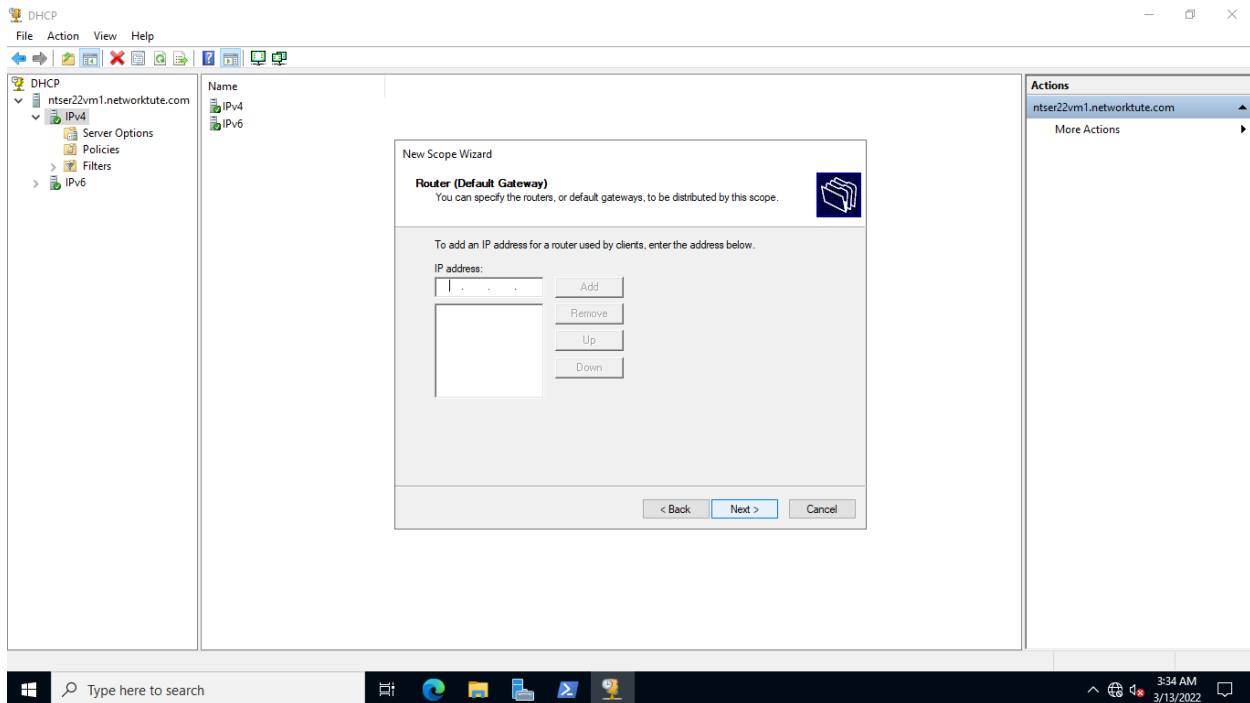 DHCP
File Action View Help
DHCP
ntser22vm1.networktute.com
IPv4
Server Options
Policies
Filters
IPv6
Name
IPv4
IPv6
Actions
ntser22vm1.networktute.com
More Actions
New Scope Wizard
Router (Default Gateway)
You can specify the routers, or default gateways, to be distributed by this scope.
To add an IP address for a router used by clients, enter the address below.
IP address:
. . .
Add
Remove
Up
Down
< Back Next > Cancel
Type here to search
3:34 AM
3/13/2022